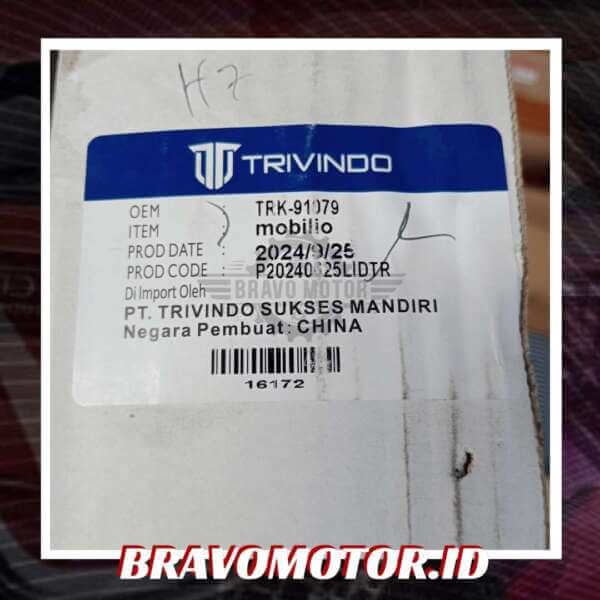 H7
TRIVINDO
OEM : TRK-91079
ITEM : mobilio
PROD DATE : 2024/9/25
PROD CODE : P20240925LIDTR
Di Import Oleh
PT. TRIVINDO SUKSES MANDIRI
Negara Pembuat: CHINA
16172
BRAVO MOTOR
BRAVOMOTOR.ID